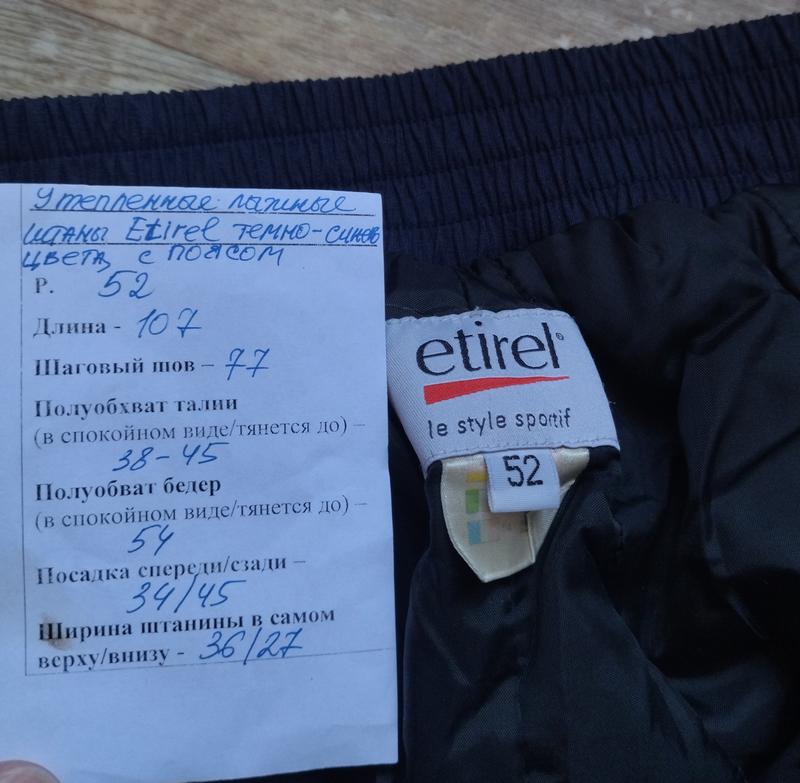 Утепленные лыжные
штаны Etirel темно-синего
цвета, с поясом
Р. 52
Длина - 107
Шаговый шов – 77
Полуобхват талии
(в спокойном виде/тянется до) –
38-45
Полуобват бедер
(в спокойном виде/тянется до) –
54
Посадка спереди/сзади –
34/45
Ширина штанины в самом
верху/внизу - 36/27
etirel®
le style sportif
52